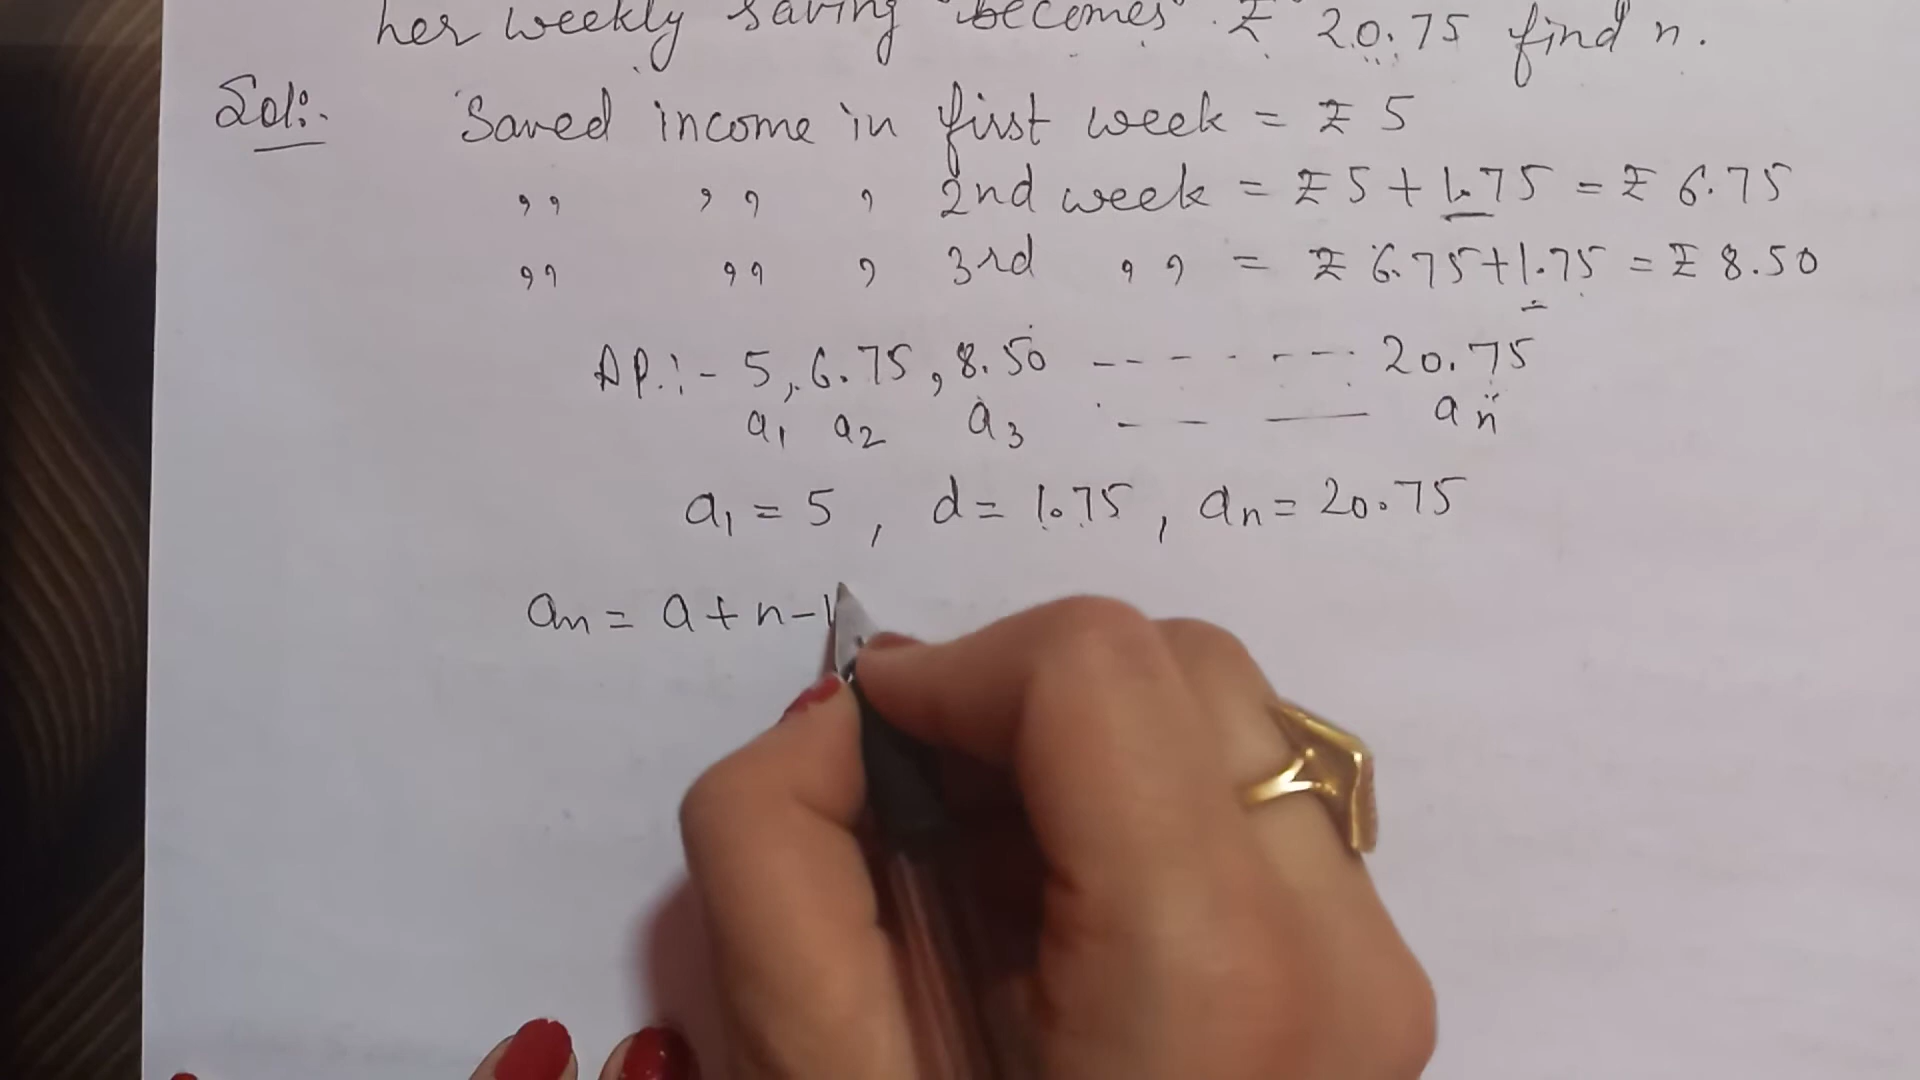 her weekly saving becomes ₹ 20.75 find n.
Sol:- Saved income in first week = ₹ 5
,, ,, , 2nd week = ₹ 5 + 1.75 = ₹ 6.75
,, ,, , 3rd ,, = ₹ 6.75 + 1.75 = ₹ 8.50
AP:- 5, 6.75, 8.50 ------- 20.75
a1 a2 a3 - - — an
a1 = 5, d = 1.75, an = 20.75
an = a + n - 1